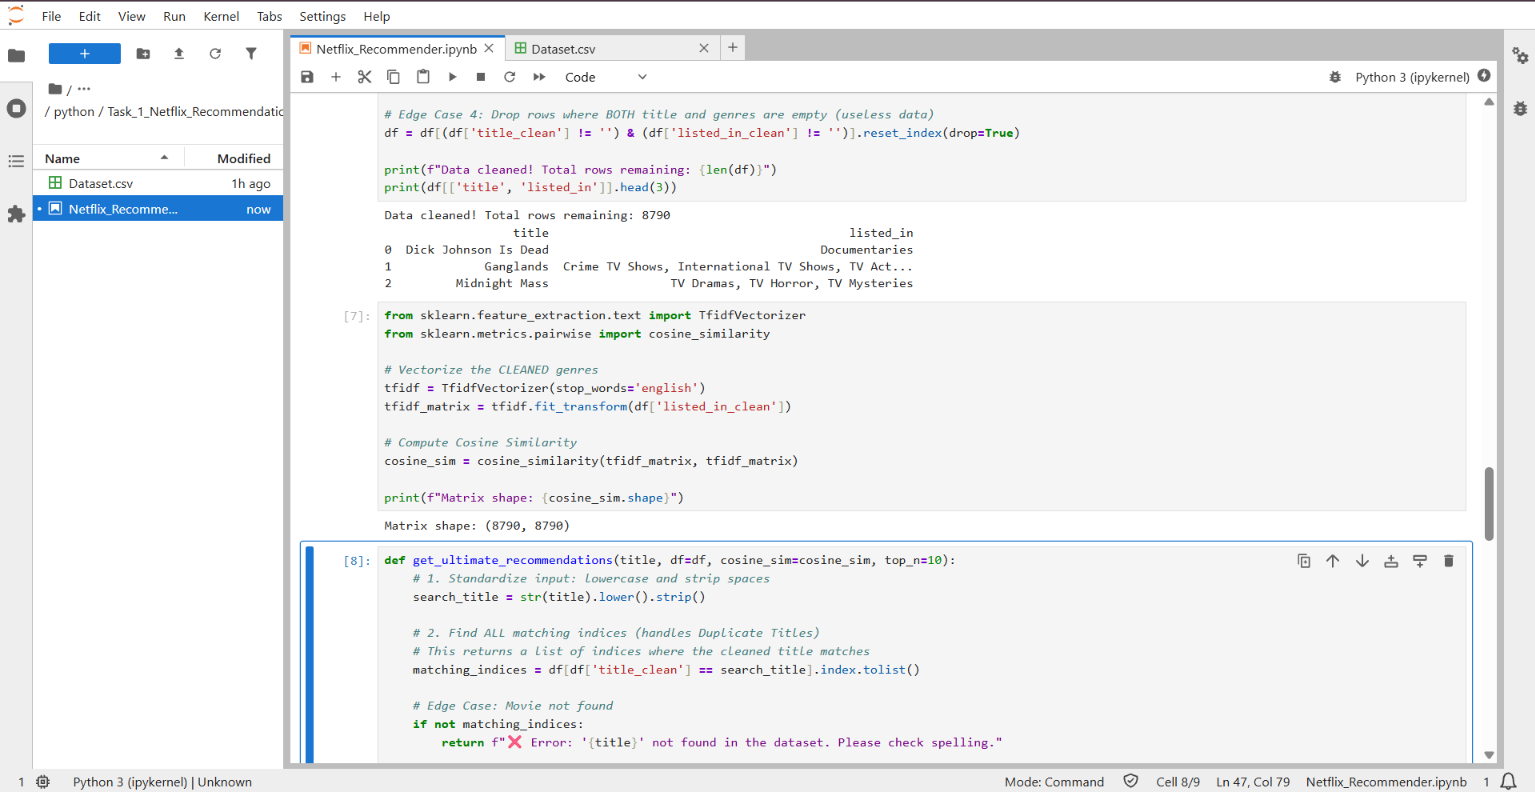 File Edit View Run Kernel Tabs Settings Help
Netflix_Recommender.ipynb
Dataset.csv
Code
Python 3 (ipykernel)
/ ...
/ python / Task_1_Netflix_Recommendatic
Name Modified
Dataset.csv 1h ago
Netflix_Recomme... now
# Edge Case 4: Drop rows where BOTH title and genres are empty (useless data)
df = df[(df['title_clean'] != '') & (df['listed_in_clean'] != '')].reset_index(drop=True)
print(f"Data cleaned! Total rows remaining: {len(df)}")
print(df[['title', 'listed_in']].head(3))
Data cleaned! Total rows remaining: 8790
title listed_in
0 Dick Johnson Is Dead Documentaries
1 Ganglands Crime TV Shows, International TV Shows, TV Act...
2 Midnight Mass TV Dramas, TV Horror, TV Mysteries
[7]: from sklearn.feature_extraction.text import TfidfVectorizer
from sklearn.metrics.pairwise import cosine_similarity
# Vectorize the CLEANED genres
tfidf = TfidfVectorizer(stop_words='english')
tfidf_matrix = tfidf.fit_transform(df['listed_in_clean'])
# Compute Cosine Similarity
cosine_sim = cosine_similarity(tfidf_matrix, tfidf_matrix)
print(f"Matrix shape: {cosine_sim.shape}")
Matrix shape: (8790, 8790)
[8]: def get_ultimate_recommendations(title, df=df, cosine_sim=cosine_sim, top_n=10):
# 1. Standardize input: lowercase and strip spaces
search_title = str(title).lower().strip()
# 2. Find ALL matching indices (handles Duplicate Titles)
# This returns a list of indices where the cleaned title matches
matching_indices = df[df['title_clean'] == search_title].index.tolist()
# Edge Case: Movie not found
if not matching_indices:
return f"❌ Error: '{title}' not found in the dataset. Please check spelling."
1 Python 3 (ipykernel) | Unknown Mode: Command Cell 8/9 Ln 47, Col 79 Netflix_Recommender.ipynb 1